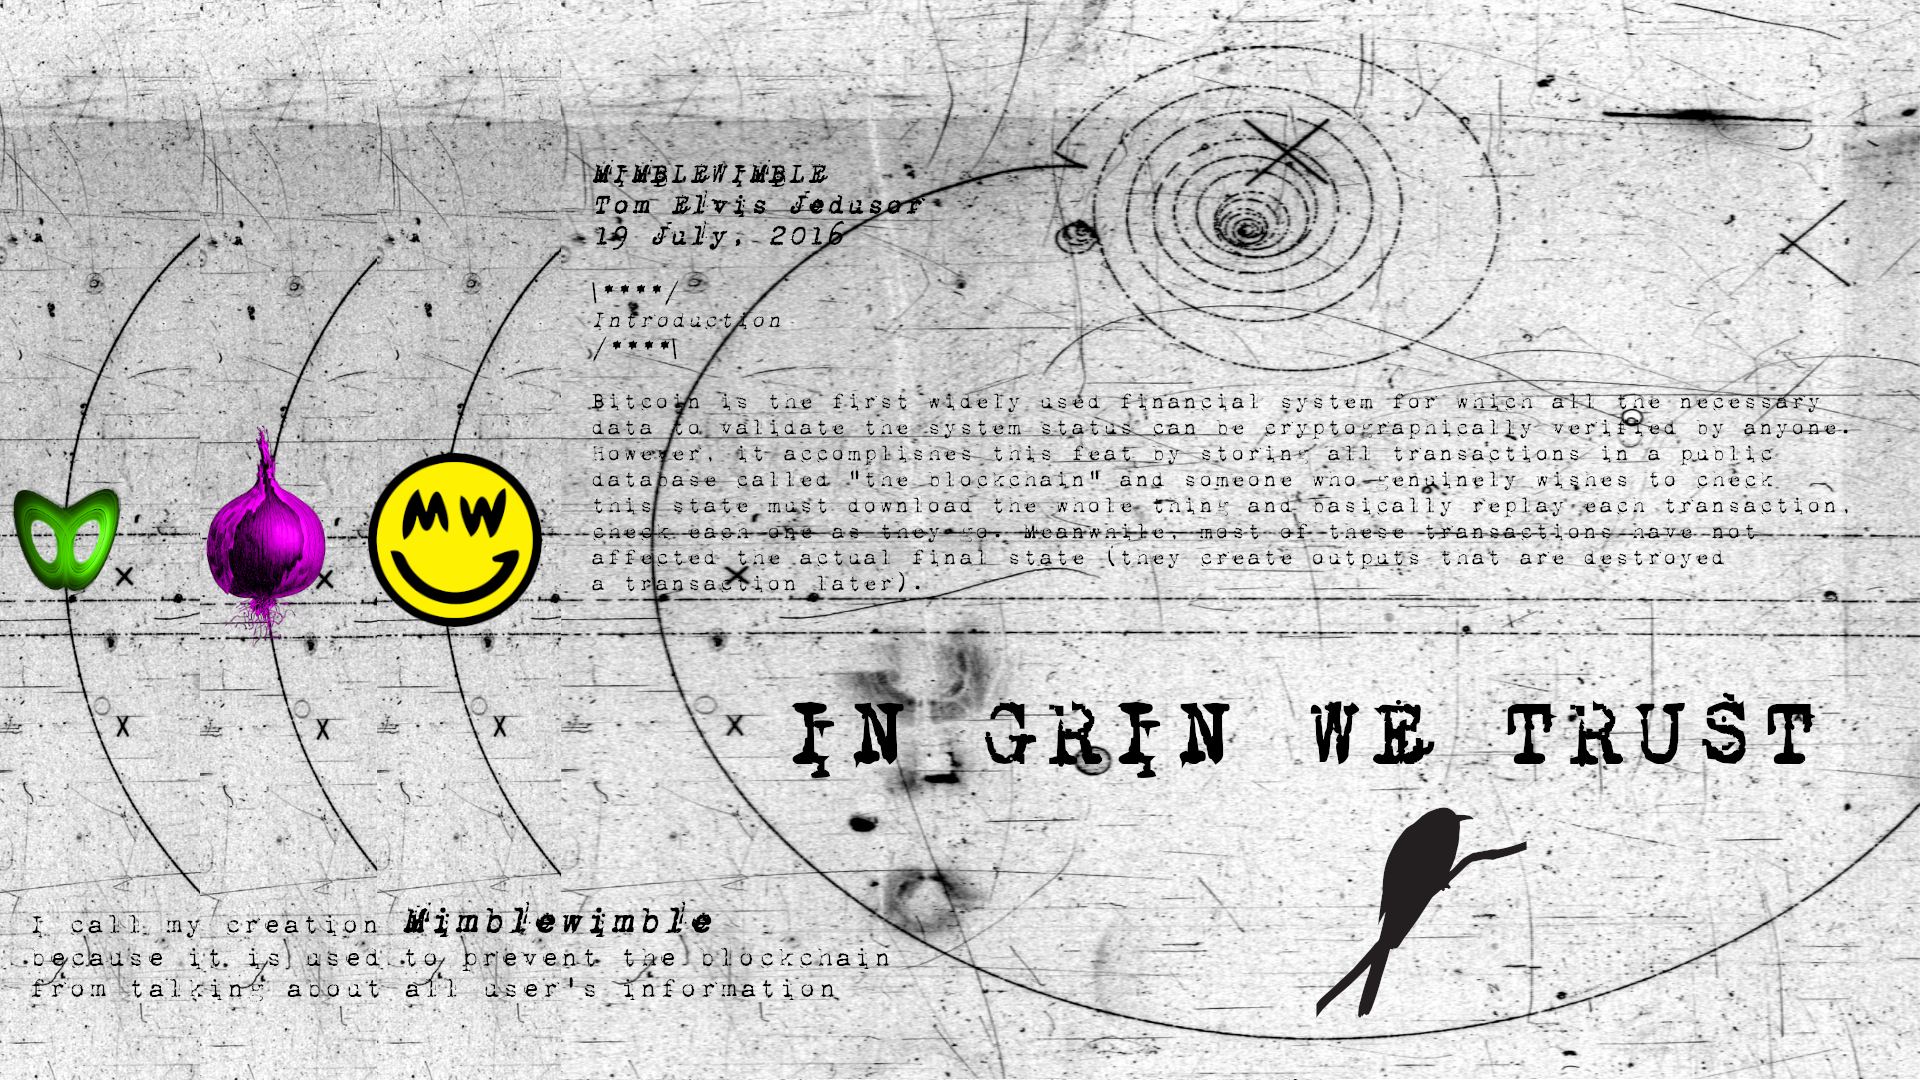 MIMBLEWIMBLE
Tom Elvis Jedusor
19 July, 2016
\****/
Introduction
/****\
Bitcoin is the first widely used financial system for which all the necessary
data to validate the system status can be cryptographically verified by anyone.
However, it accomplishes this feat by storing all transactions in a public
database called "the blockchain" and someone who genuinely wishes to check
this state must download the whole thing and basically replay each transaction,
check each one as they go. Meanwhile, most of these transactions have not
affected the actual final state (they create outputs that are destroyed
a transaction later).
MW
IN GRIN WE TRUST
I call my creation Mimblewimble
because it is used to prevent the blockchain
from talking about all user's information